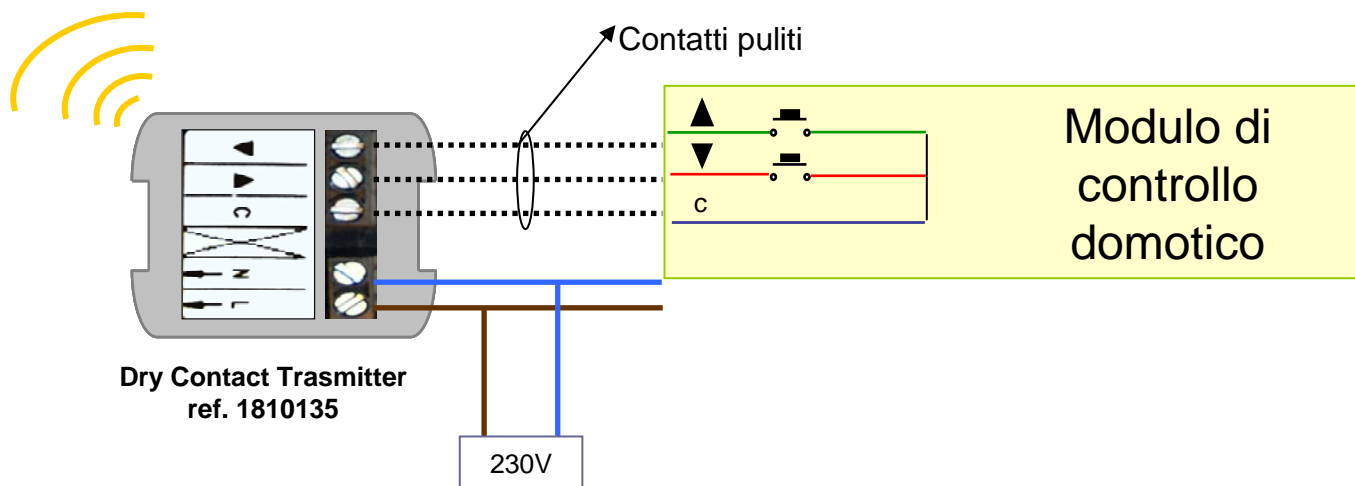 Contatti puliti
Modulo di
controllo
domotico
c
C
N
L
Dry Contact Trasmitter
ref. 1810135
230V